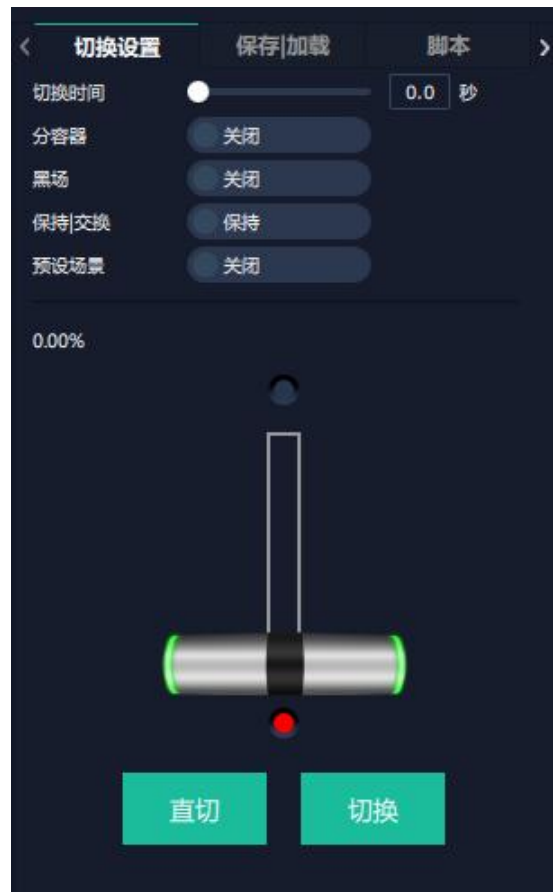 切换设置 保存|加载 脚本
切换时间 0.0 秒
分容器 关闭
黑场 关闭
保持|交换 保持
预设场景 关闭
0.00%
直切 切换